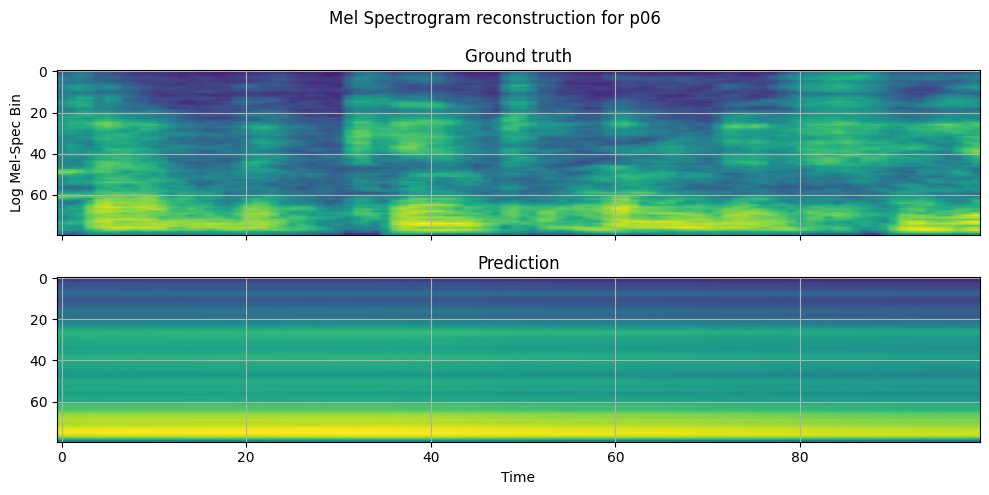 Mel Spectrogram reconstruction for p06
Ground truth
Log Mel-Spec Bin
0
20
40
60
Prediction
0
20
40
60
0 20 40 60 80
Time